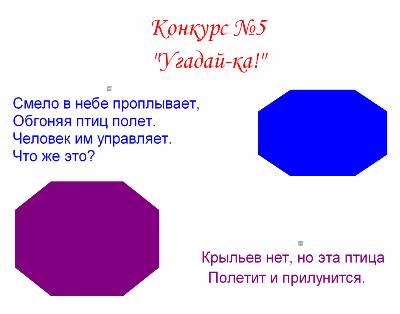 Конкурс №5
"Угадай-ка!"
Смело в небе проплывает,
Обгоняя птиц полет.
Человек им управляет.
Что же это?
Крыльев нет, но эта птица
Полетит и прилунится.